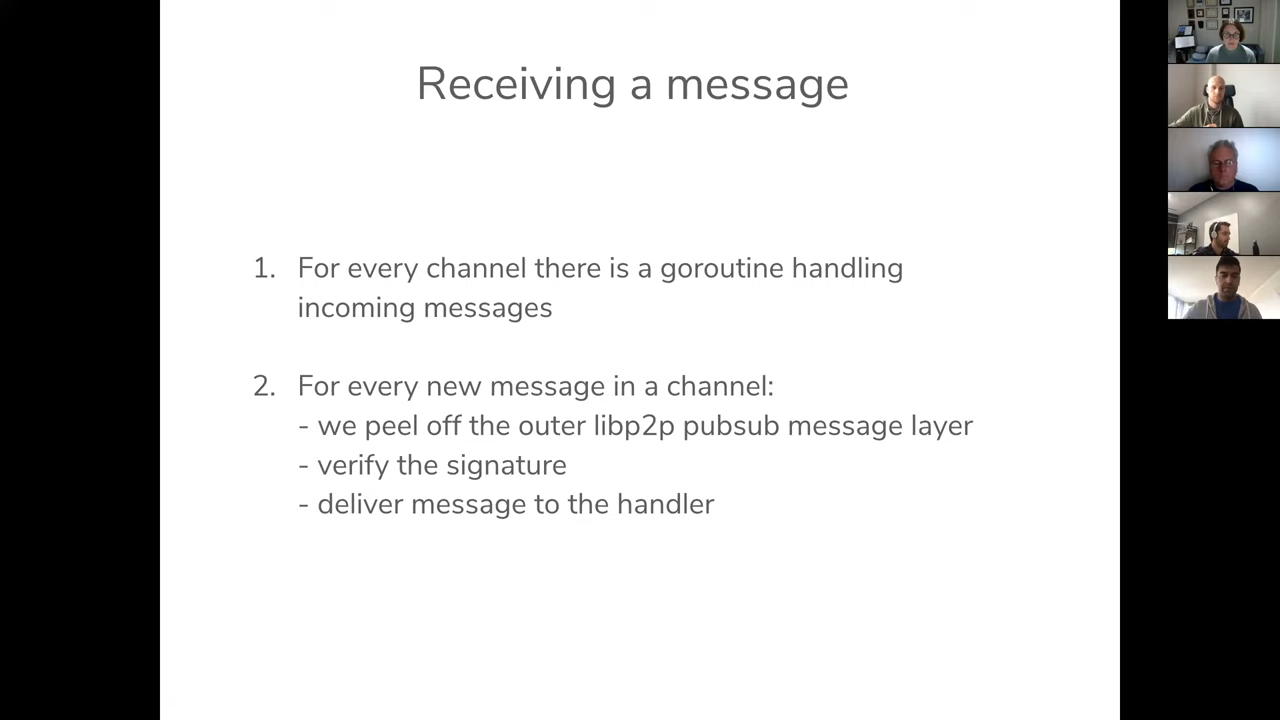 Receiving a message
1. For every channel there is a goroutine handling
incoming messages
2. For every new message in a channel:
- we peel off the outer libp2p pubsub message layer
- verify the signature
- deliver message to the handler